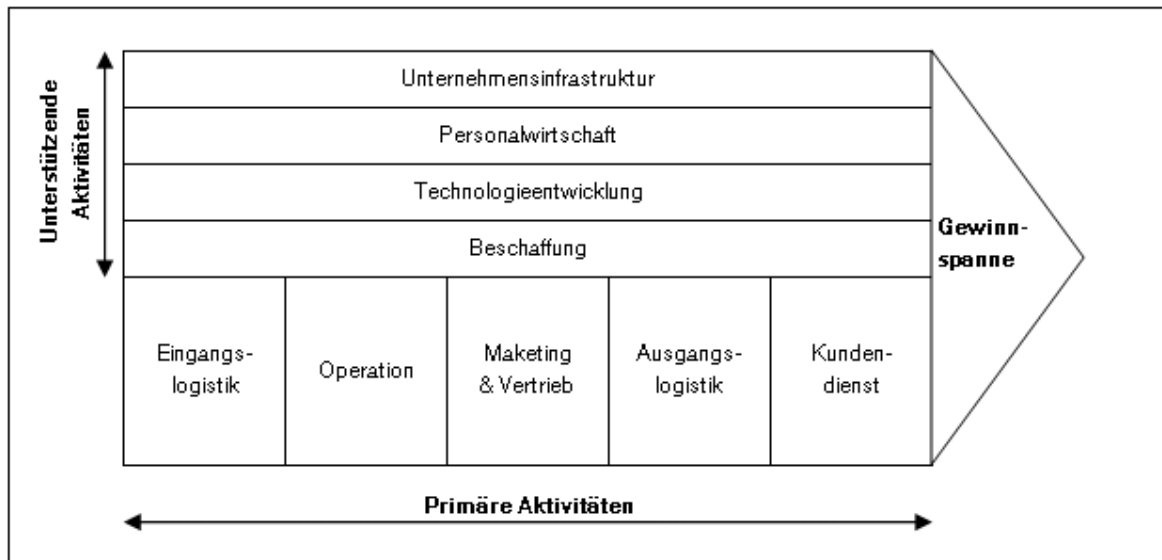 Unterstützende
Aktivitäten
Unternehmensinfrastruktur
Personalwirtschaft
Technologieentwicklung
Beschaffung
Gewinn-
spanne
Eingangs-
logistik
Operation
Maketing
& Vertrieb
Ausgangs-
logistik
Kunden-
dienst
Primäre Aktivitäten